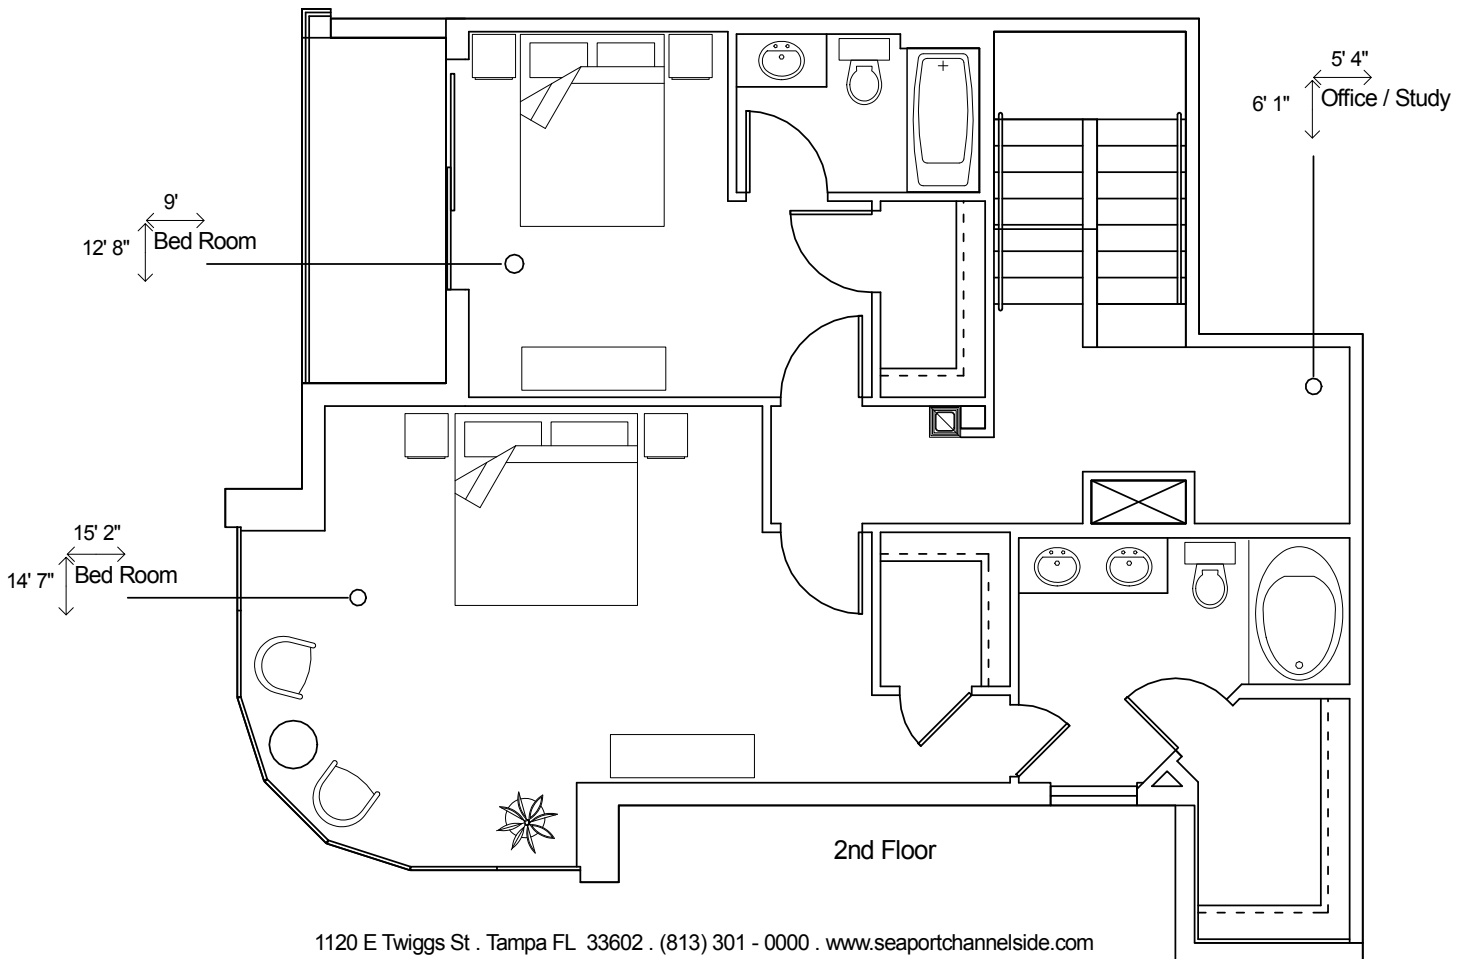 5' 4"
6' 1" Office / Study
9'
12' 8" Bed Room
15' 2"
14' 7" Bed Room
2nd Floor
1120 E Twiggs St . Tampa FL 33602 . (813) 301 - 0000 . www.seaportchannelside.com